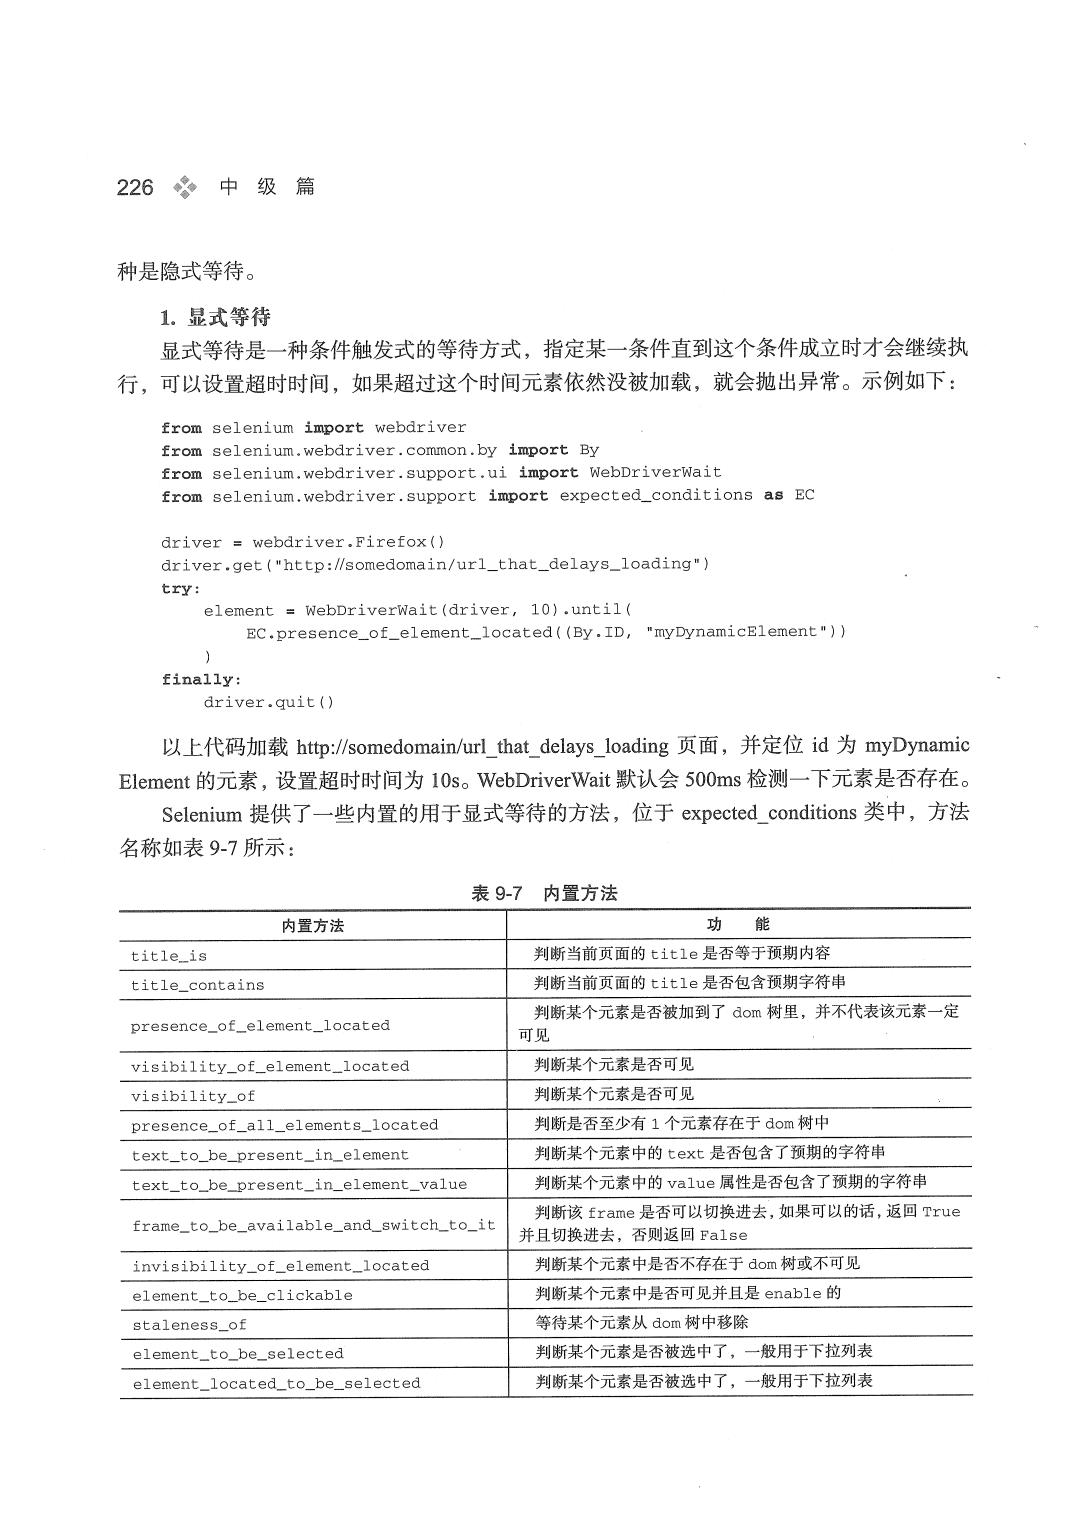 226 中 级 篇
种是隐式等待。
1. 显式等待
显式等待是一种条件触发式的等待方式，指定某一条件直到这个条件成立时才会继续执
行，可以设置超时时间，如果超过这个时间元素依然没被加载，就会抛出异常。示例如下：
from selenium import webdriver
from selenium.webdriver.common.by import By
from selenium.webdriver.support.ui import WebDriverWait
from selenium.webdriver.support import expected_conditions as EC
driver = webdriver.Firefox()
driver.get("http://somedomain/url_that_delays_loading")
try:
    element = WebDriverWait(driver, 10).until(
        EC.presence_of_element_located((By.ID, "myDynamicElement"))
    )
finally:
    driver.quit()
以上代码加载 http://somedomain/url_that_delays_loading 页面，并定位 id 为 myDynamic
Element 的元素，设置超时时间为 10s。WebDriverWait 默认会 500ms 检测一下元素是否存在。
Selenium 提供了一些内置的用于显式等待的方法，位于 expected_conditions 类中，方法
名称如表 9-7 所示：
表 9-7 内置方法
内置方法 功 能
title_is 判断当前页面的 title 是否等于预期内容
title_contains 判断当前页面的 title 是否包含预期字符串
presence_of_element_located 判断某个元素是否被加到了 dom 树里，并不代表该元素一定
可见
visibility_of_element_located 判断某个元素是否可见
visibility_of 判断某个元素是否可见
presence_of_all_elements_located 判断是否至少有 1 个元素存在于 dom 树中
text_to_be_present_in_element 判断某个元素中的 text 是否包含了预期的字符串
text_to_be_present_in_element_value 判断某个元素中的 value 属性是否包含了预期的字符串
frame_to_be_available_and_switch_to_it 判断该 frame 是否可以切换进去，如果可以的话，返回 True
并且切换进去，否则返回 False
invisibility_of_element_located 判断某个元素中是否不存在于 dom 树或不可见
element_to_be_clickable 判断某个元素中是否可见并且是 enable 的
staleness_of 等待某个元素从 dom 树中移除
element_to_be_selected 判断某个元素是否被选中了，一般用于下拉列表
element_located_to_be_selected 判断某个元素是否被选中了，一般用于下拉列表